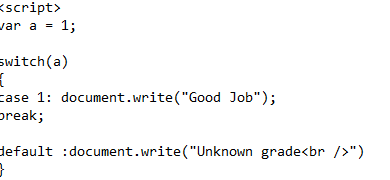 <script>
var a = 1;
switch(a)
{
case 1: document.write("Good Job");
break;
default :document.write("Unknown grade<br />")
}